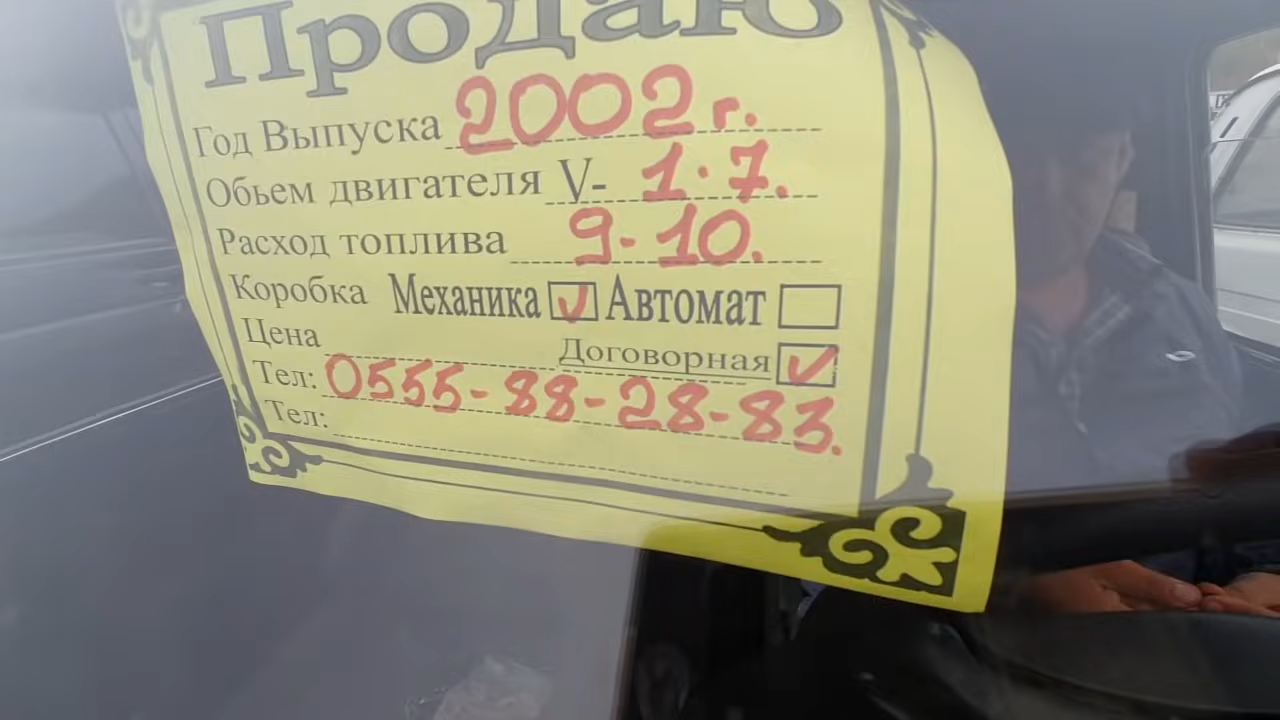 Продаю
Год Выпуска 2002 г.
Обьем двигателя V- 1.7.
Расход топлива 9-10.
Коробка Механика ✓ Автомат
Цена Договорная ✓
Тел: 0555-88-28-83.
Тел: